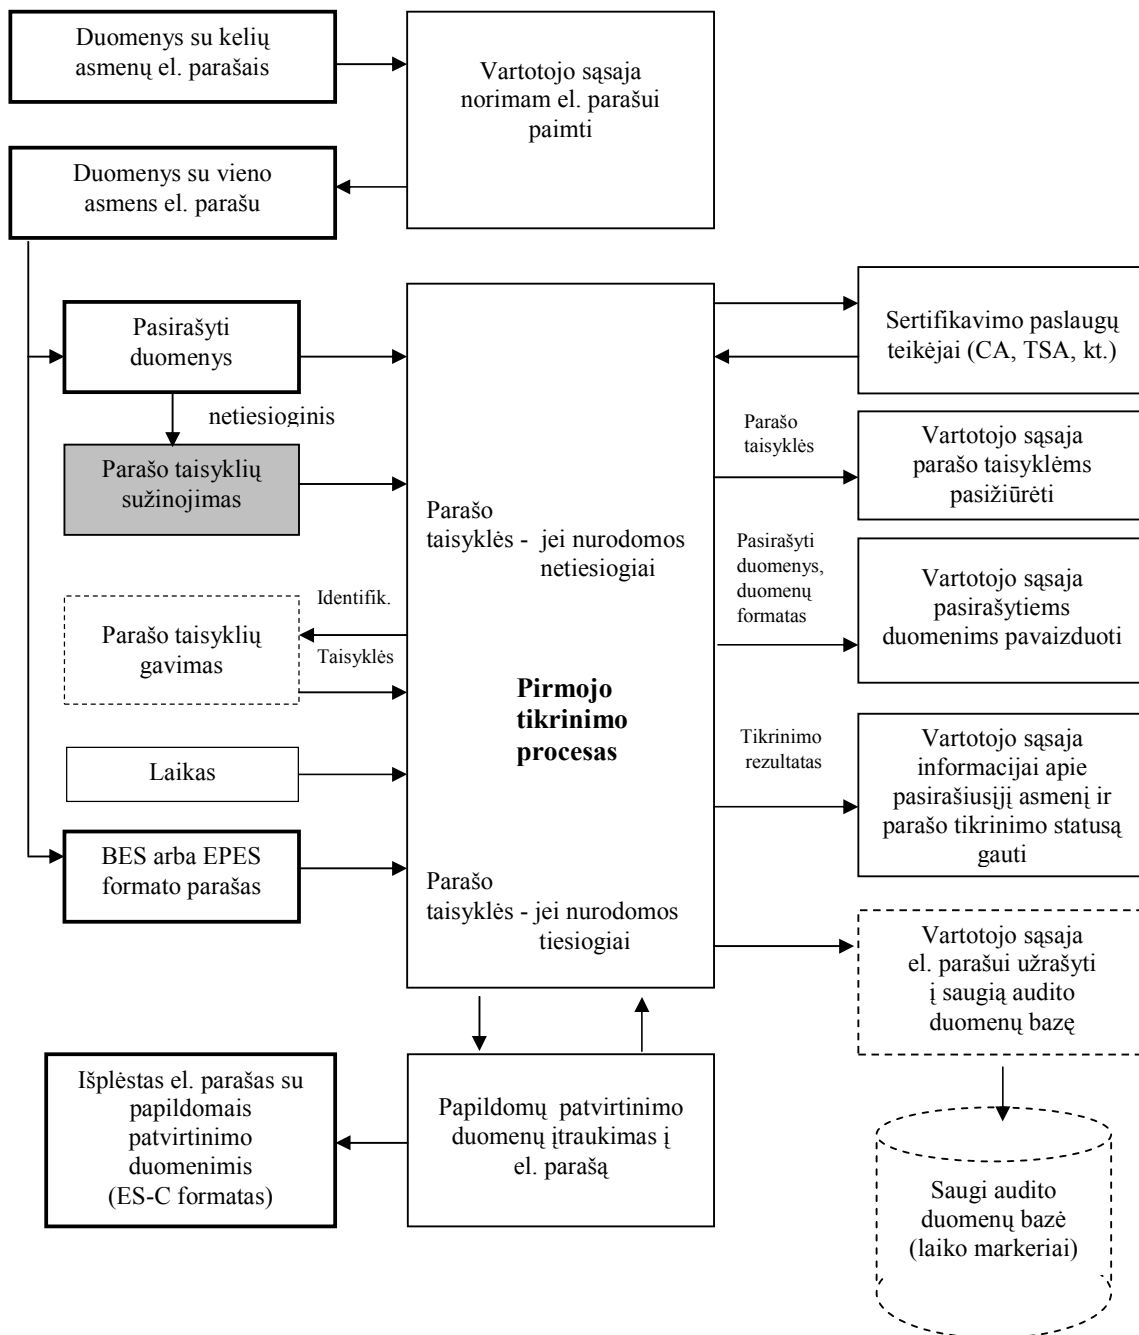 Duomenys su kelių
asmenų el. parašais
Vartotojo sąsaja
norimam el. parašui
paimti
Duomenys su vieno
asmens el. parašu
Pasirašyti
duomenys
netiesioginis
Parašo taisyklių
sužinojimas
Parašo taisyklių
gavimas
Identifik.
Taisyklės
Laikas
BES arba EPES
formato parašas
Parašo
taisyklės - jei nurodomos
netiesiogiai
Pirmojo
tikrinimo
procesas
Parašo
taisyklės - jei nurodomos
tiesiogiai
Sertifikavimo paslaugų
teikėjai (CA, TSA, kt.)
Parašo
taisyklės
Vartotojo sąsaja
parašo taisyklėms
pasižiūrėti
Pasirašyti
duomenys,
duomenų
formatas
Vartotojo sąsaja
pasirašytiems
duomenims pavaizduoti
Tikrinimo
rezultatas
Vartotojo sąsaja
informacijai apie
pasirašiusįjį asmenį ir
parašo tikrinimo statusą
gauti
Vartotojo sąsaja
el. parašui užrašyti
į saugią audito
duomenų bazę
Išplėstas el. parašas su
papildomais
patvirtinimo
duomenimis
(ES-C formatas)
Papildomų patvirtinimo
duomenų įtraukimas į
el. parašą
Saugi audito
duomenų bazė
(laiko markeriai)